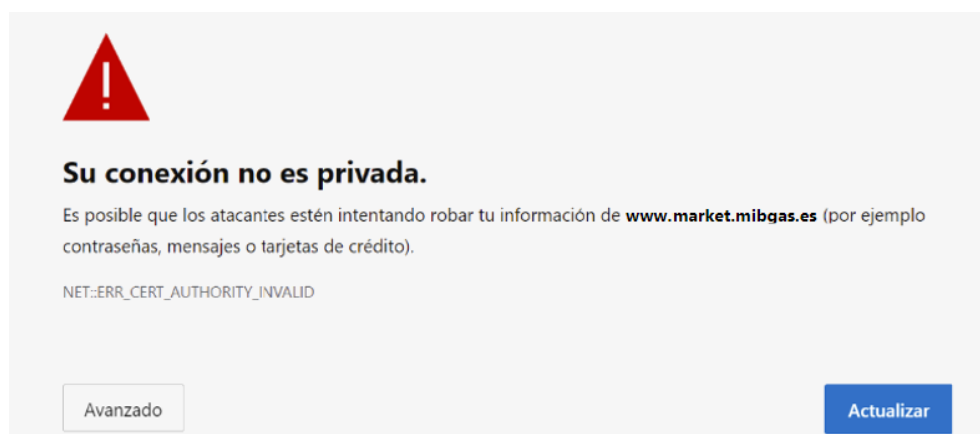 Su conexión no es privada.
Es posible que los atacantes estén intentando robar tu información de www.market.mibgas.es (por ejemplo
contraseñas, mensajes o tarjetas de crédito).
NET::ERR_CERT_AUTHORITY_INVALID
Avanzado
Actualizar